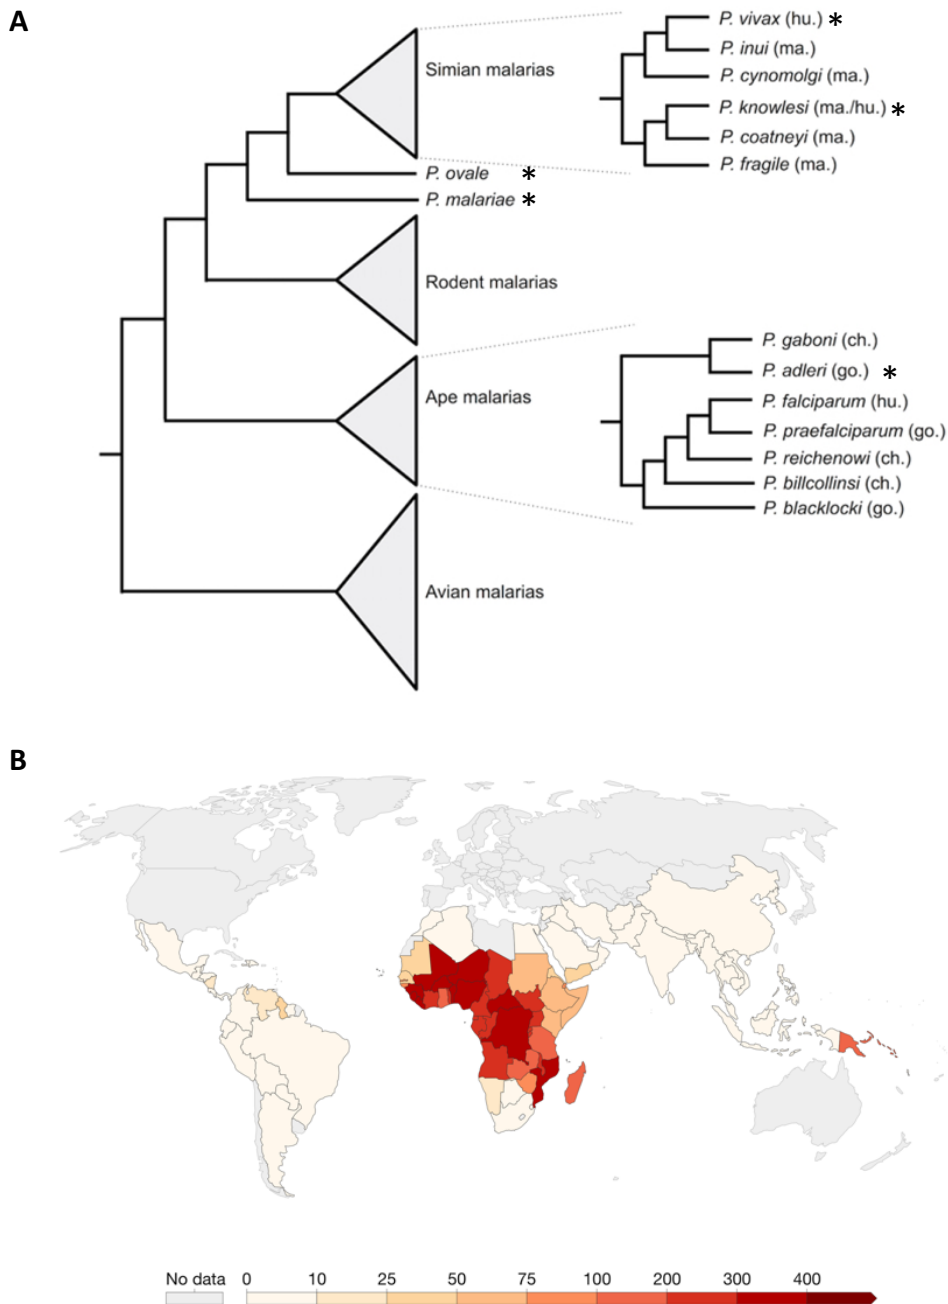 A
Simian malarias
P. ovale *
P. malariae *
Rodent malarias
Ape malarias
Avian malarias
P. vivax (hu.) *
P. inui (ma.)
P. cynomolgi (ma.)
P. knowlesi (ma./hu.) *
P. coatneyi (ma.)
P. fragile (ma.)
P. gaboni (ch.)
P. adleri (go.) *
P. falciparum (hu.)
P. praefalciparum (go.)
P. reichenowi (ch.)
P. billcollinsi (ch.)
P. blacklocki (go.)
B
No data 0 10 25 50 75 100 200 300 400